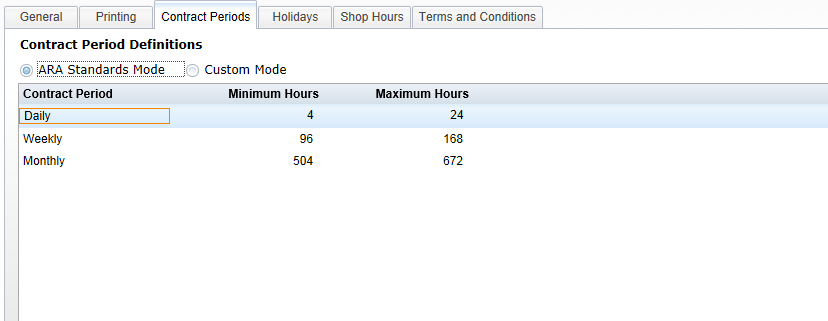 General Printing Contract Periods Holidays Shop Hours Terms and Conditions
Contract Period Definitions
ARA Standards Mode Custom Mode
Contract Period Minimum Hours Maximum Hours
Daily 4 24
Weekly 96 168
Monthly 504 672